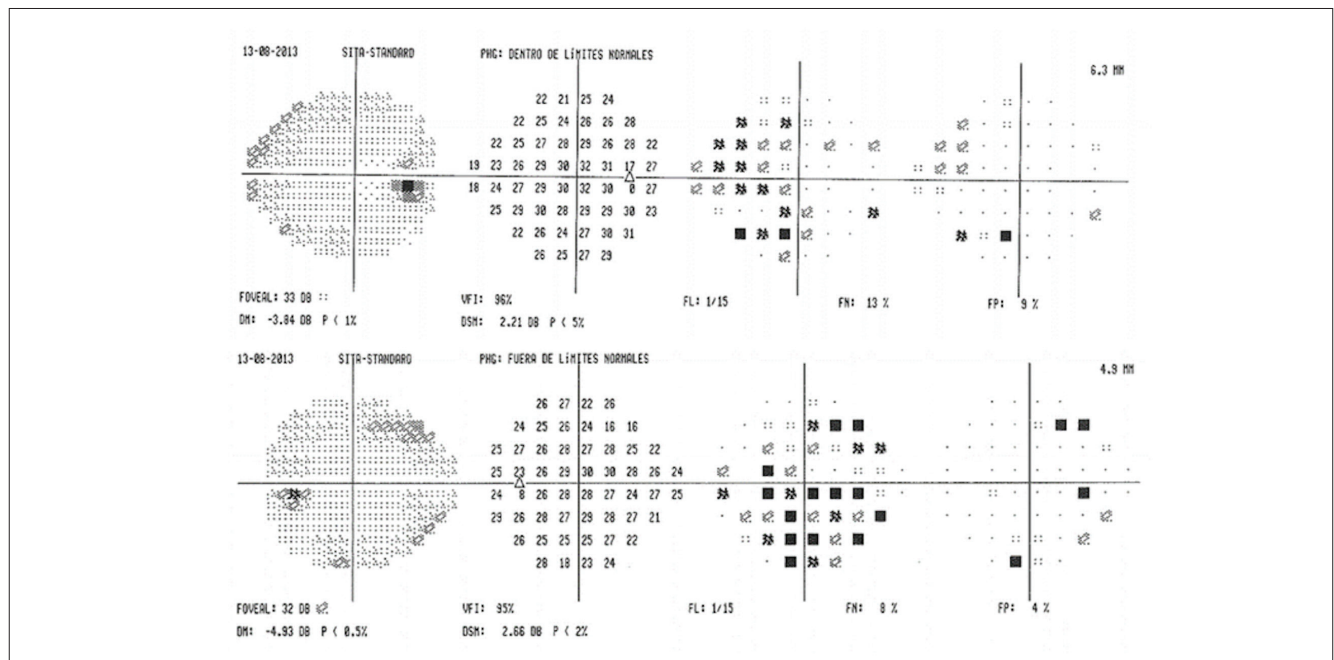 13-08-2013 SITA-STANDARD PHG: DENTRO DE LíMITES NORMALES
6.3 MM
22 21 25 24
22 25 24 26 26 28
22 25 27 28 29 26 28 22
19 23 26 29 30 32 31 17 27
18 24 27 29 30 32 30 0 27
25 29 30 28 29 29 30 23
22 26 24 27 30 31
26 25 27 29
FOVEAL: 33 DB
VFI: 96%
FL: 1/15 FN: 13 % FP: 9 %
DM: -3.84 DB P < 1%
DSM: 2.21 DB P < 5%
13-08-2013 SITA-STANDARD PHG: FUERA DE LíMITES NORMALES
4.9 MM
26 27 22 26
24 25 26 24 16 16
25 27 26 28 27 28 25 22
25 23 26 29 30 30 28 26 24
24 8 26 28 28 27 24 27 25
29 26 28 27 29 28 27 21
26 25 25 25 27 22
28 18 23 24
FOVEAL: 32 DB
VFI: 95%
FL: 1/15 FN: 8 % FP: 4 %
DM: -4.93 DB P < 0.5%
DSM: 2.66 DB P < 2%